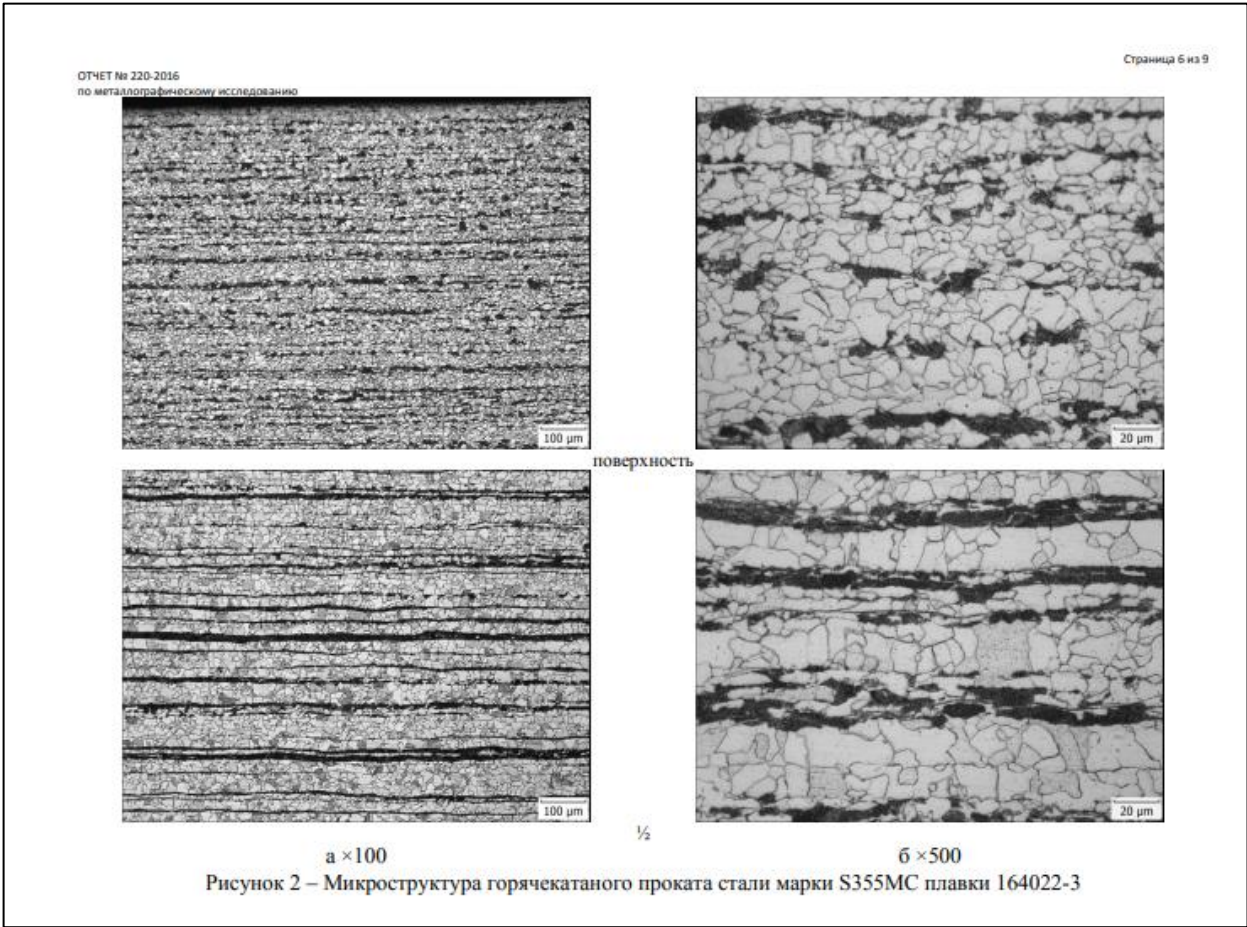 Страница 6 из 9
ОТЧЕТ № 220-2016
по металлографическому исследованию
100 µm
20 µm
поверхность
100 µm
20 µm
½
а ×100
б ×500
Рисунок 2 – Микроструктура горячекатаного проката стали марки S355MC плавки 164022-3